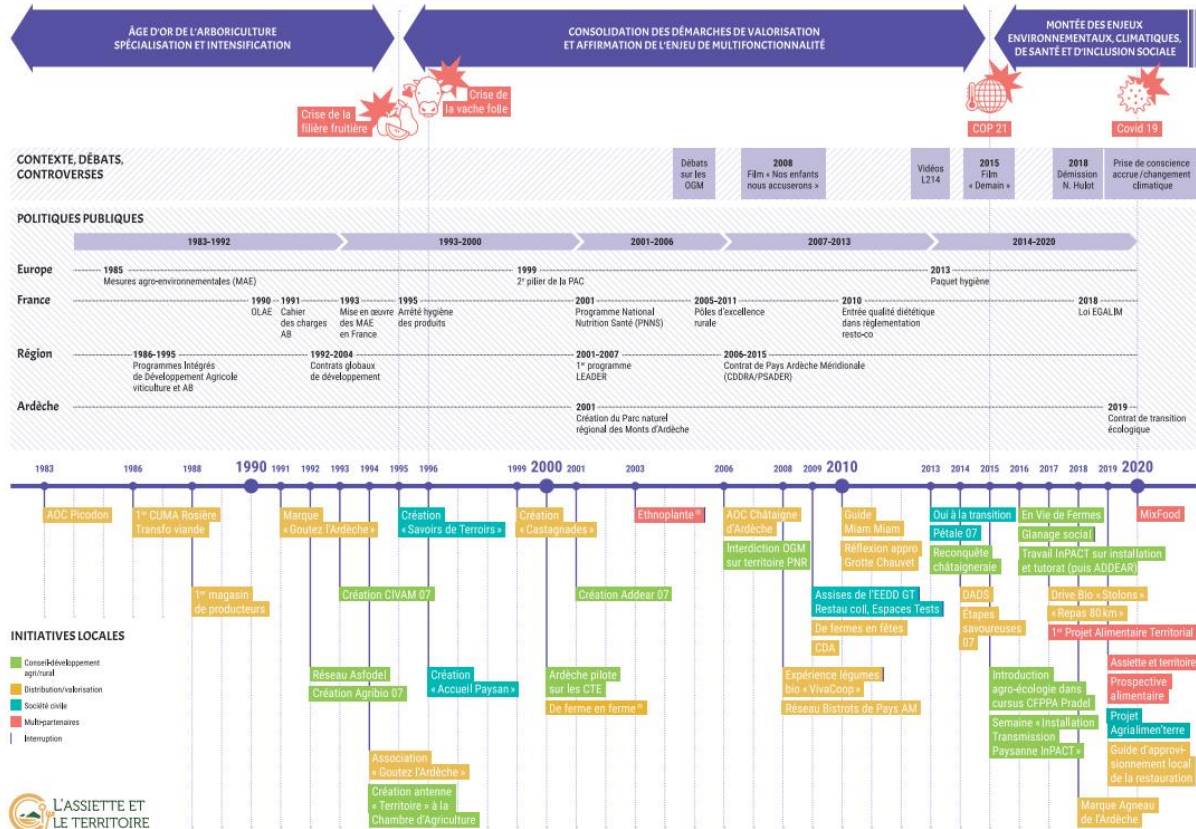 ÂGE D'OR DE L'ARBORICULTURE
SPÉCIALISATION ET INTENSIFICATION
CONSOLIDATION DES DÉMARCHES DE VALORISATION
ET AFFIRMATION DE L'ENJEU DE MULTIFONCTIONNALITÉ
MONTÉE DES ENJEUX
ENVIRONNEMENTAUX, CLIMATIQUES,
DE SANTÉ ET D'INCLUSION SOCIALE
Crise de la
filière fruitière
Crise de
la vache folle
COP 21
Covid 19
CONTEXTE, DÉBATS,
CONTROVERSES
Débats
sur les
OGM
2008
Film « Nos enfants
nous accuserons »
Vidéos
L214
2015
Film
« Demain »
2018
Démission
N. Hulot
Prise de conscience
accrue/changement
climatique
POLITIQUES PUBLIQUES
1983-1992
1993-2000
2001-2006
2007-2013
2014-2020
Europe
1985
Mesures agro-environnementales (MAE)
1999
2e pilier de la PAC
2013
Paquet hygiène
France
1990
OLAE
1991
Cahier
des charges
AB
1993
Mise en œuvre
des MAE
en France
1995
Arrêté hygiène
des produits
2001
Programme National
Nutrition Santé (PNNS)
2005-2011
Pôles d'excellence
rurale
2010
Entrée qualité diététique
dans règlementation
resto-co
2018
Loi EGALIM
Région
1986-1995
Programmes Intégrés
de Développement Agricole
viticulture et AB
1992-2004
Contrats globaux
de développement
2001-2007
1er programme
LEADER
2006-2015
Contrat de Pays Ardèche Méridionale
(CDDRA/PSADER)
Ardèche
2001
Création du Parc naturel
régional des Monts d'Ardèche
2019
Contrat de transition
écologique
1983 1986 1988 1990 1991 1992 1993 1994 1995 1996 1999 2000 2001 2003 2006 2008 2009 2010 2013 2014 2015 2016 2017 2018 2019 2020
AOC Picodon
1re CUMA Rosière
Transfo viande
1er magasin
de producteurs
Marque
« Goutez l'Ardèche »
Création CIVAM 07
Réseau Asfodel
Création Agribio 07
Association
« Goutez l'Ardèche »
Création antenne
« Territoire » à la
Chambre d'Agriculture
Création
« Savoirs de Terroirs »
Création
« Accueil Paysan »
Création
« Castagnades »
Création Addear 07
Ardèche pilote
sur les CTE
De ferme en ferme®
Ethnoplante®
AOC Châtaigne
d'Ardèche
Interdiction OGM
sur territoire PNR
Expérience légumes
bio « VivaCoop »
Réseau Bistrots de Pays AM
Assises de l'EEDD GT
Restau coll, Espaces Tests
De fermes en fêtes
CDA
Guide
Miam Miam
Réflexion appro
Grotte Chauvet
Oui à la transition
Pétale 07
Reconquête
châtaigneraie
DADS
Étapes
savoureuses
07
Introduction
agro-écologie dans
cursus CFPPA Pradel
Semaine « Installation
Transmission
Paysanne InPACT »
En Vie de Fermes
Glanage social
Travail InPACT sur installation
et tutorat (puis ADDEAR)
Drive Bio « Stolons »
« Repas 80 km »
1er Projet Alimentaire Territorial
Assiette et territoire
Prospective
alimentaire
Projet
Agrialimen'terre
Guide d'approvi-
sionnement local
de la restauration
Marque Agneau
de l'Ardèche
MixFood
INITIATIVES LOCALES
Conseil-développement
agri/rural
Distribution/valorisation
Société civile
Multi-partenaires
Interruption
L'ASSIETTE ET
LE TERRITOIRE